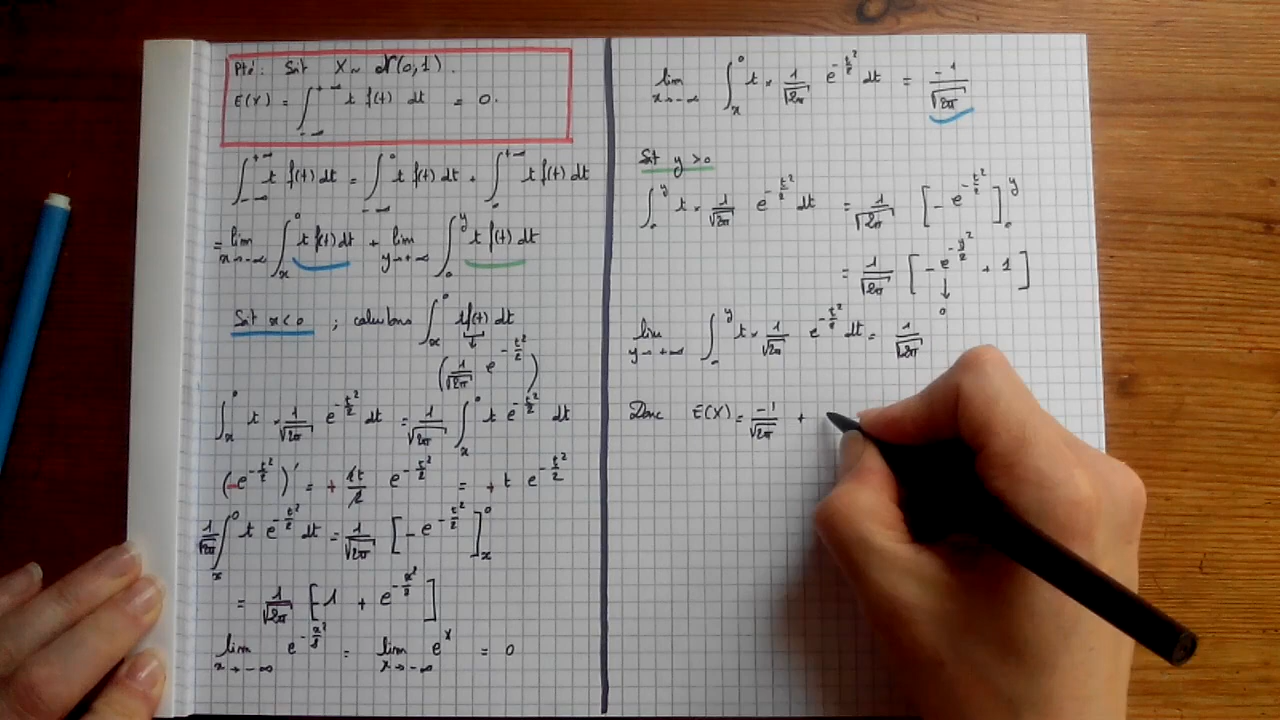 Pté : Soit X ~ N(0,1).
E(X) = ∫_{-∞}^{+∞} t f(t) dt = 0.
∫_{-∞}^{+∞} t f(t) dt = ∫_{-∞}^{0} t f(t) dt + ∫_{0}^{+∞} t f(t) dt
= lim_{x→-∞} ∫_{x}^{0} t f(t) dt + lim_{y→+∞} ∫_{0}^{y} t f(t) dt
Soit x<0 ; calculons ∫_{x}^{0} t f(t) dt
↓
(1/√2π e^{-t²/2})
∫_{x}^{0} t × 1/√2π e^{-t²/2} dt = 1/√2π ∫_{x}^{0} t e^{-t²/2} dt
(-e^{-t²/2})' = + 2t/2 e^{-t²/2} = + t e^{-t²/2}
1/√2π ∫_{x}^{0} t e^{-t²/2} dt = 1/√2π [-e^{-t²/2}]_{x}^{0}
= 1/√2π [-1 + e^{-x²/2}]
lim_{x→-∞} e^{-x²/2} = lim_{X→-∞} e^{X} = 0
lim_{x→-∞} ∫_{x}^{0} t × 1/√2π e^{-t²/2} dt = -1/√2π
Soit y>0
∫_{0}^{y} t × 1/√2π e^{-t²/2} dt = 1/√2π [-e^{-t²/2}]_{0}^{y}
= 1/√2π [-e^{-y²/2} + 1]
↓
0
lim_{y→+∞} ∫_{0}^{y} t × 1/√2π e^{-t²/2} dt = 1/√2π
Donc E(X) = -1/√2π +